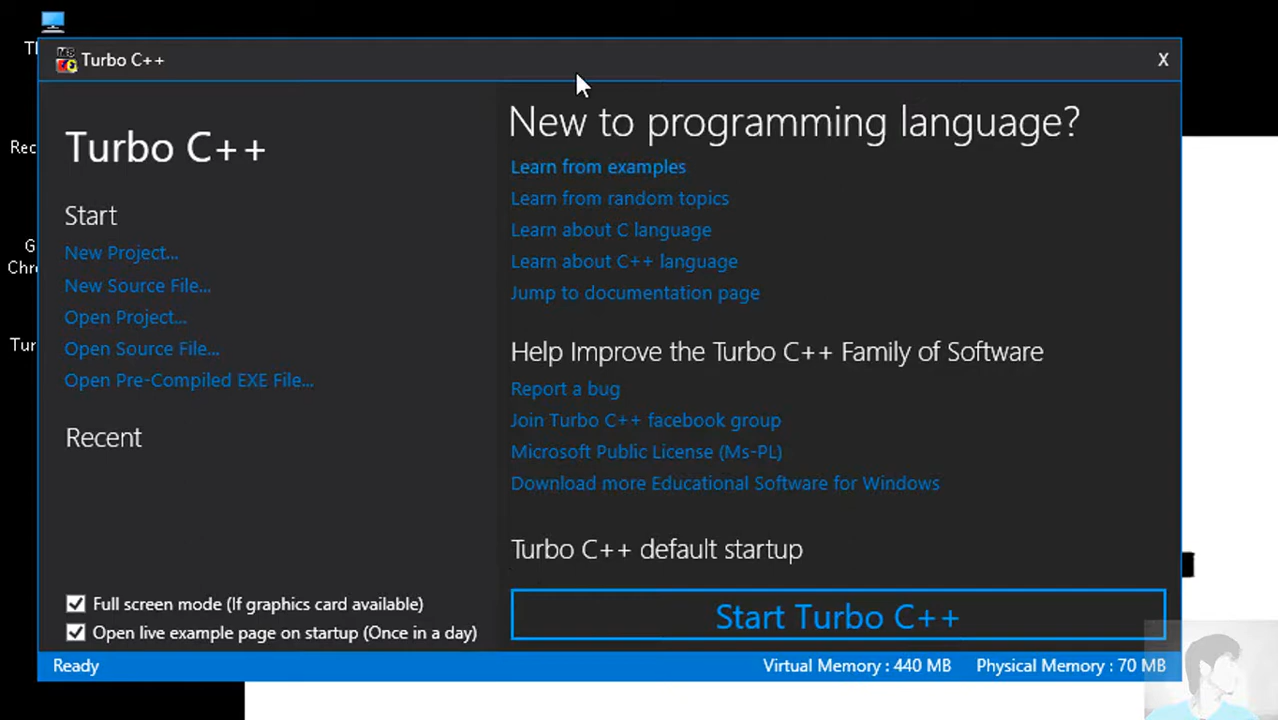 Turbo C++
X
Turbo C++
Start
New Project...
New Source File...
Open Project...
Open Source File...
Open Pre-Compiled EXE File...
Recent
Full screen mode (If graphics card available)
Open live example page on startup (Once in a day)
New to programming language?
Learn from examples
Learn from random topics
Learn about C language
Learn about C++ language
Jump to documentation page
Help Improve the Turbo C++ Family of Software
Report a bug
Join Turbo C++ facebook group
Microsoft Public License (Ms-PL)
Download more Educational Software for Windows
Turbo C++ default startup
Start Turbo C++
Ready
Virtual Memory : 440 MB
Physical Memory : 70 MB